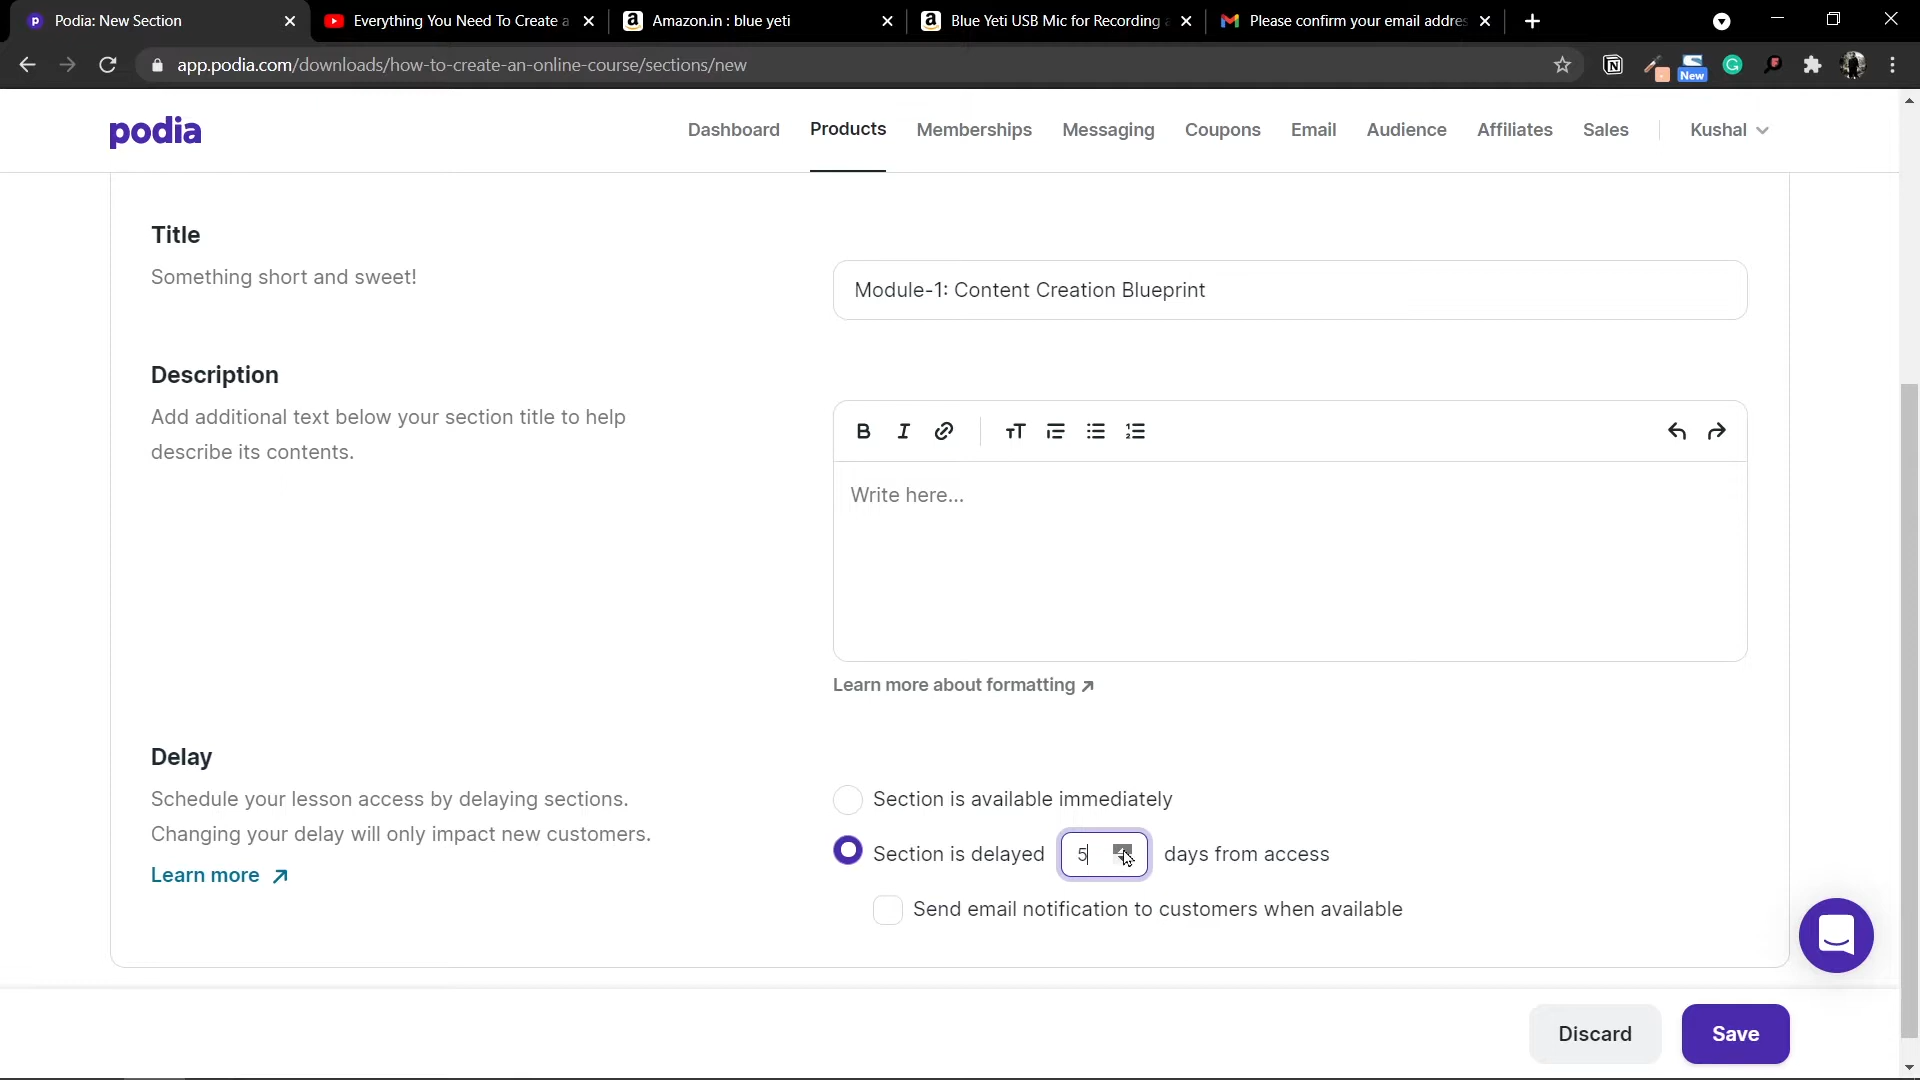 Podia: New Section
Everything You Need To Create a
Amazon.in : blue yeti
Blue Yeti USB Mic for Recording a
Please confirm your email addres
app.podia.com/downloads/how-to-create-an-online-course/sections/new
New
podia
Dashboard
Products
Memberships
Messaging
Coupons
Email
Audience
Affiliates
Sales
Kushal
Title
Something short and sweet!
Module-1: Content Creation Blueprint
Description
Add additional text below your section title to help
describe its contents.
B I
TT
Write here...
Learn more about formatting
Delay
Schedule your lesson access by delaying sections.
Changing your delay will only impact new customers.
Learn more
Section is available immediately
Section is delayed 5 days from access
Send email notification to customers when available
Discard
Save